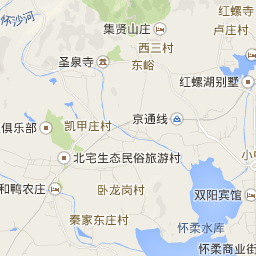 怀沙河
集贤山庄
红螺寺
卢庄村
西三村
圣泉寺
东峪
红螺湖别墅
凯甲庄村
京通线
俱乐部
北宅生态民俗旅游村
小中
和鸭农庄
卧龙岗村
双阳宾馆
秦家东庄村
怀柔水库
怀柔商业街